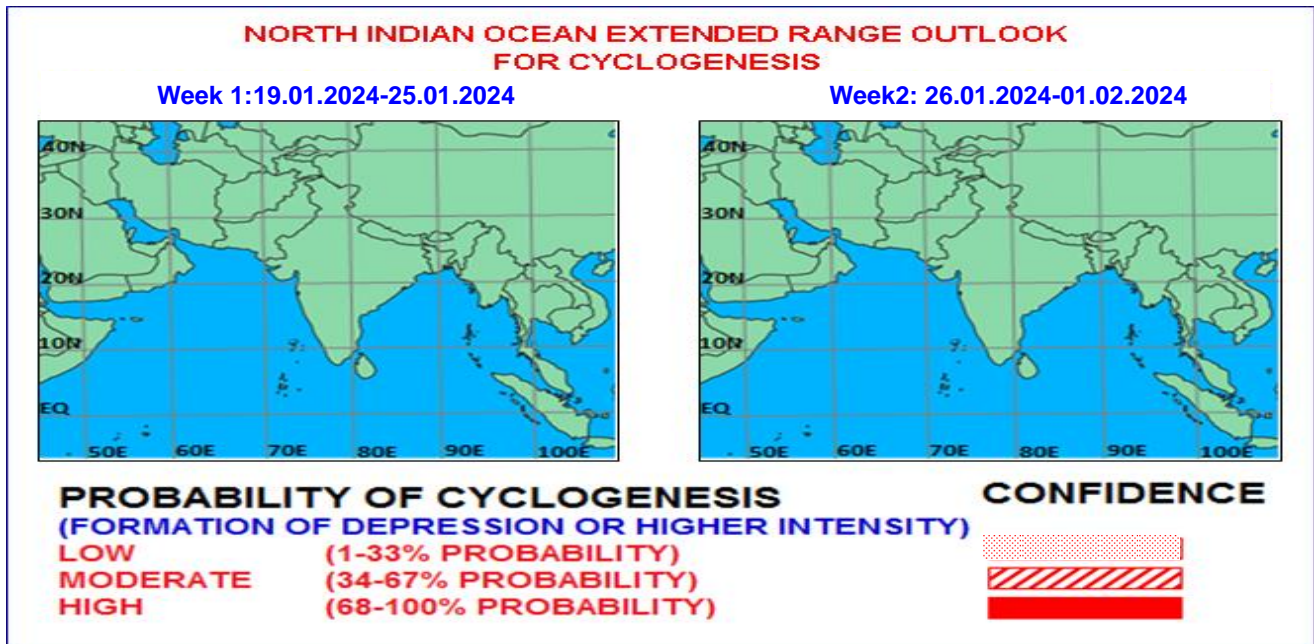 NORTH INDIAN OCEAN EXTENDED RANGE OUTLOOK
FOR CYCLOGENESIS
Week 1:19.01.2024-25.01.2024
Week2: 26.01.2024-01.02.2024
40N
30N
20N
10N
EQ
50E 60E 70E 80E 90E 100E
40N
30N
20N
10N
EQ
50E 60E 70E 80E 90E 100E
PROBABILITY OF CYCLOGENESIS CONFIDENCE
(FORMATION OF DEPRESSION OR HIGHER INTENSITY)
LOW (1-33% PROBABILITY)
MODERATE (34-67% PROBABILITY)
HIGH (68-100% PROBABILITY)